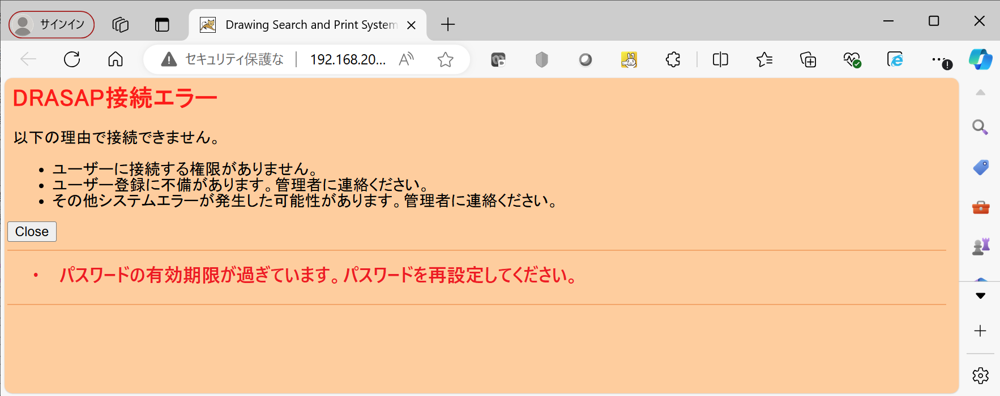 サインイン
Drawing Search and Print System
セキュリティ保護な
192.168.20...
DRASAP接続エラー
以下の理由で接続できません。
• ユーザーに接続する権限がありません。
• ユーザー登録に不備があります。管理者に連絡ください。
• その他システムエラーが発生した可能性があります。管理者に連絡ください。
Close
・ パスワードの有効期限が過ぎています。パスワードを再設定してください。